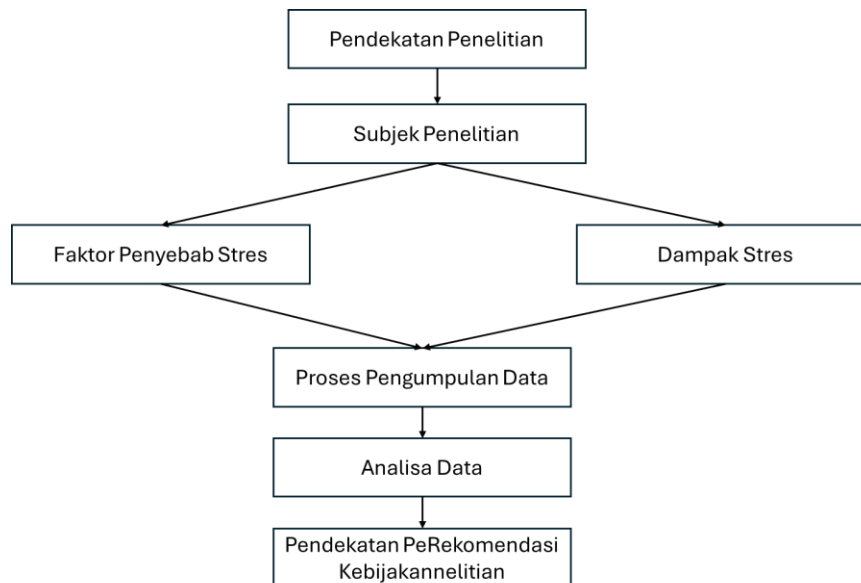 Pendekatan Penelitian
Subjek Penelitian
Faktor Penyebab Stres
Dampak Stres
Proses Pengumpulan Data
Analisa Data
Pendekatan PeRekomendasi
Kebijakannelitian